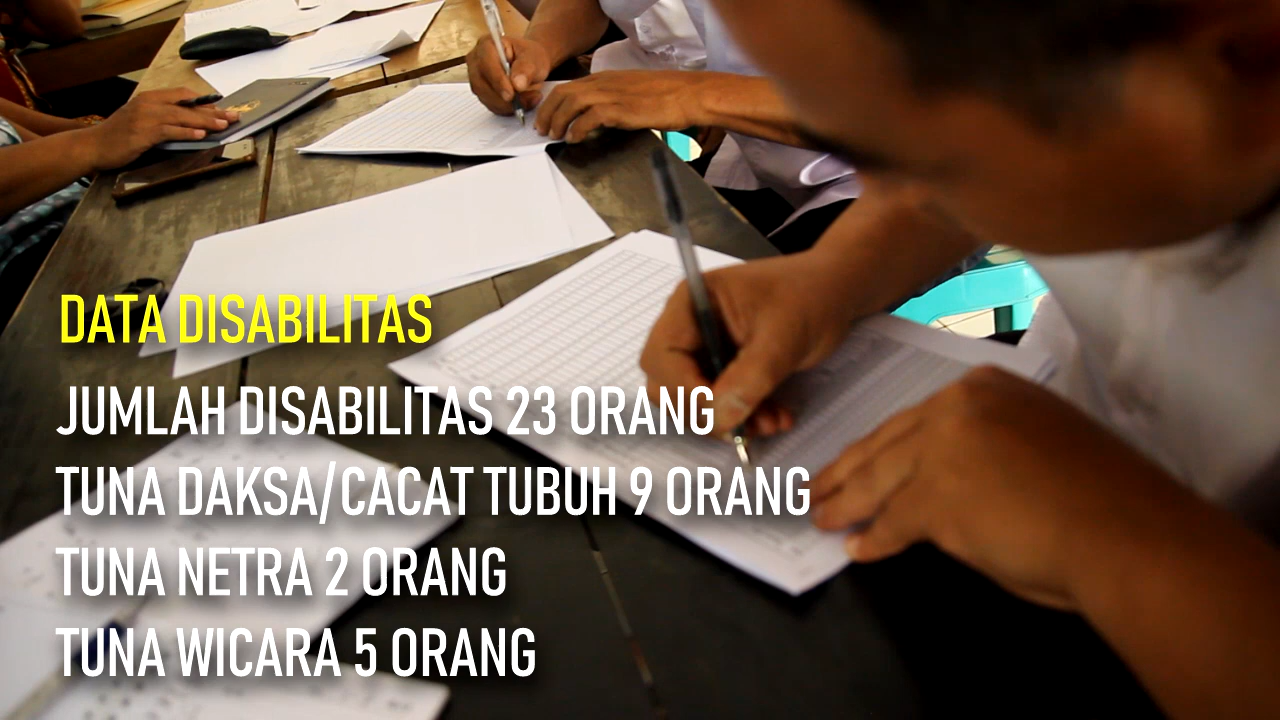 DATA DISABILITAS
JUMLAH DISABILITAS 23 ORANG
TUNA DAKSA/CACAT TUBUH 9 ORANG
TUNA NETRA 2 ORANG
TUNA WICARA 5 ORANG